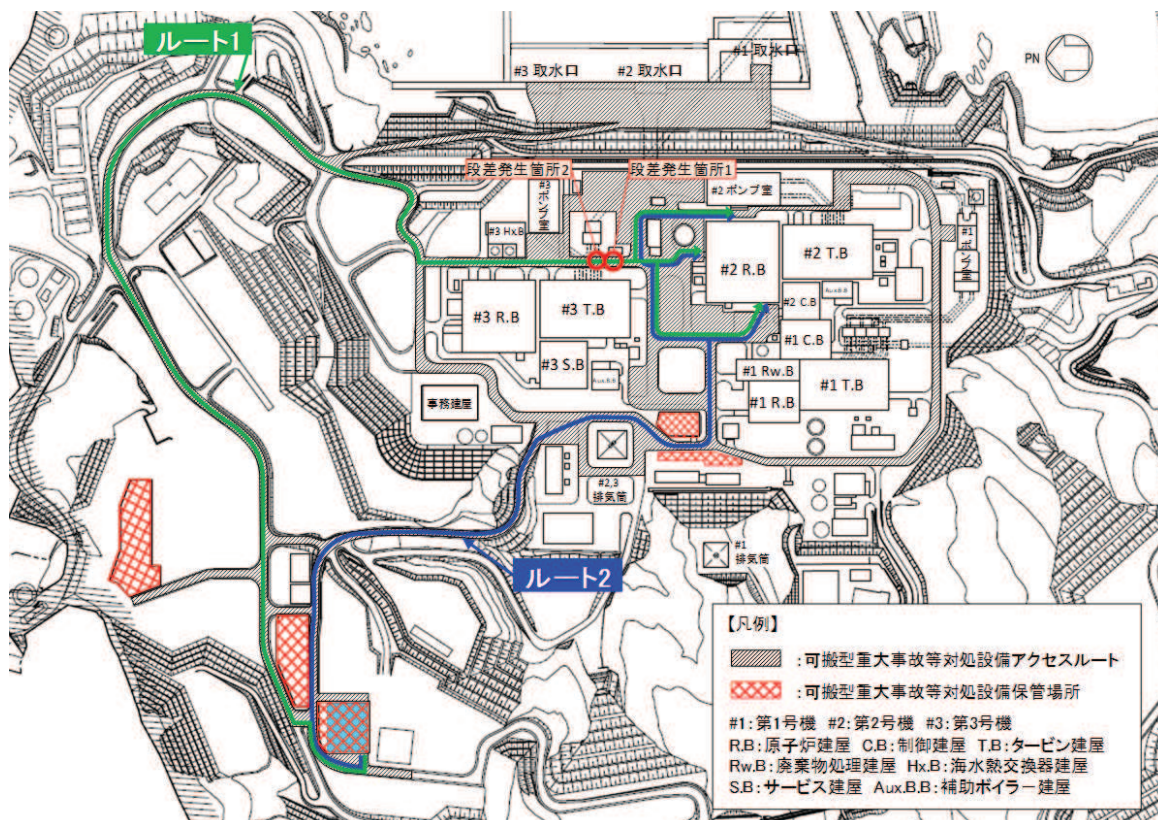 ルート1
#1 取水口
#3 取水口
#2 取水口
PN
段差発生箇所2
段差発生箇所1
#3
ポンプ室
#2 ポンプ室
#3 Hx.B
#1
ポンプ室
#2 R.B
#2 T.B
#2 C.B
Aux.B.B
#3 R.B
#3 T.B
#1 C.B
#3 S.B
Aux.B.B
#1 Rw.B
#1 T.B
#1 R.B
事務建屋
#2,3
排気筒
#1
排気筒
ルート2
【凡例】
:可搬型重大事故等対処設備アクセスルート
:可搬型重大事故等対処設備保管場所
#1:第1号機 #2:第2号機 #3:第3号機
R.B:原子炉建屋 C.B:制御建屋 T.B:タービン建屋
Rw.B:廃棄物処理建屋 Hx.B:海水熱交換器建屋
S.B:サービス建屋 Aux.B.B:補助ボイラー建屋